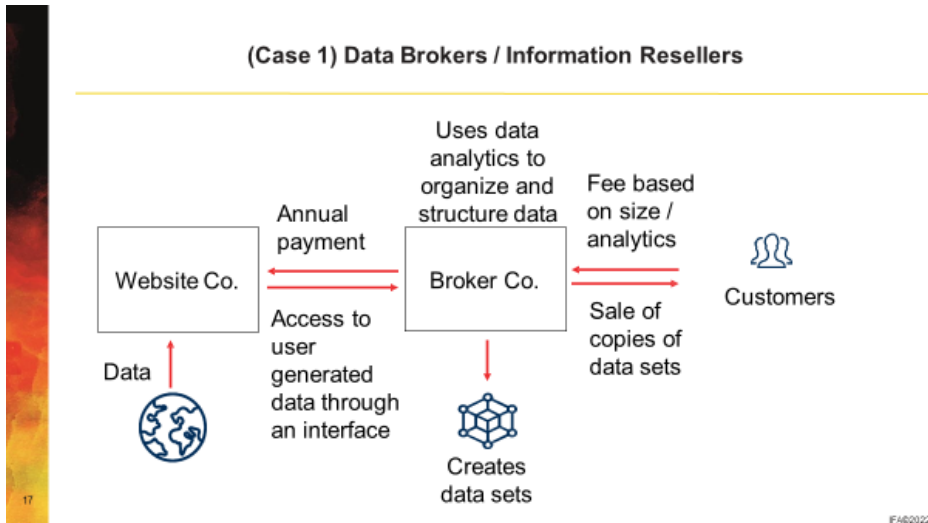 (Case 1) Data Brokers / Information Resellers
Uses data
analytics to
organize and
structure data
Fee based
on size /
analytics
Annual
payment
Website Co.
Broker Co.
Customers
Access to
user
generated
data through
an interface
Sale of
copies of
data sets
Data
Creates
data sets
17
IFA©2022